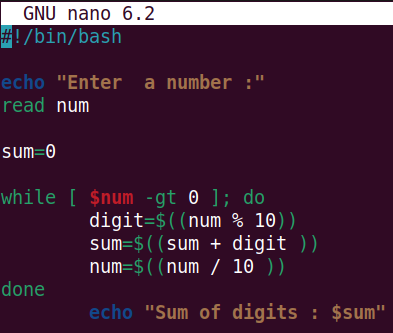 GNU nano 6.2
#!/bin/bash
echo "Enter  a number :"
read num
sum=0
while [ $num -gt 0 ]; do
        digit=$((num % 10))
        sum=$((sum + digit ))
        num=$((num / 10 ))
done
        echo "Sum of digits : $sum"